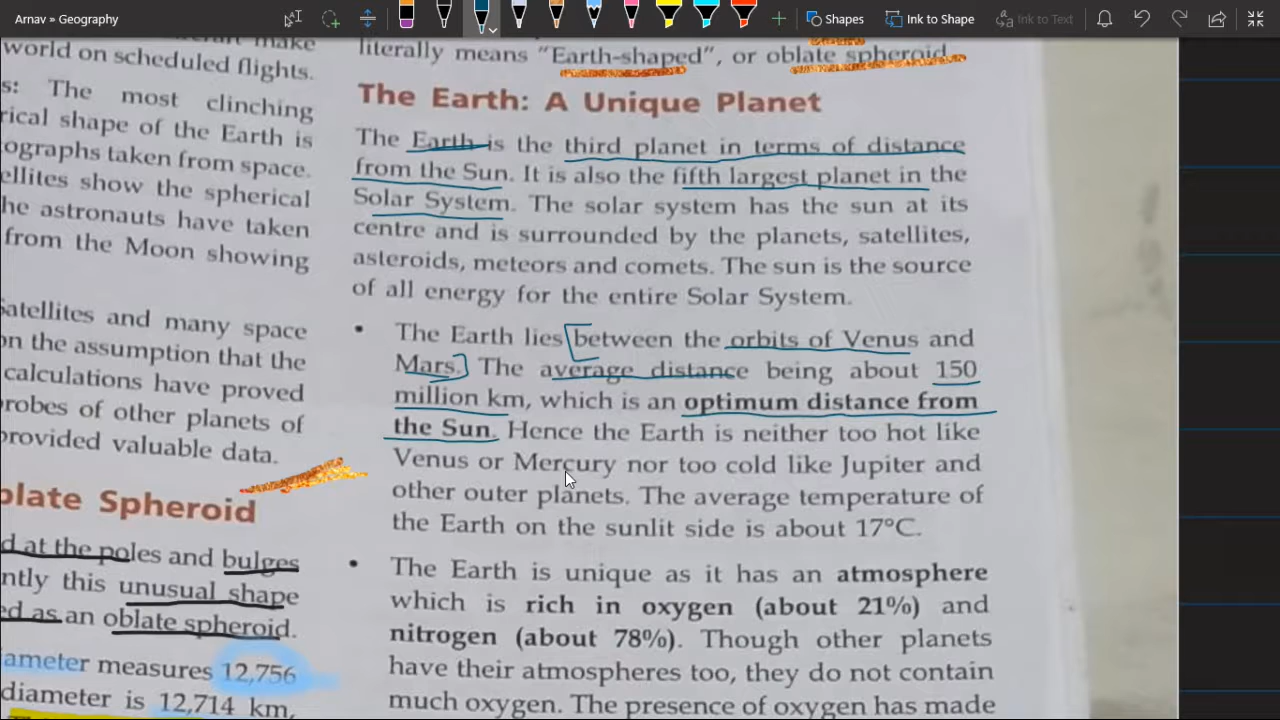 Arnav » Geography
Shapes
Ink to Shape
Ink to Text
make
world on scheduled flights.
s: The most clinching
rical shape of the Earth is
ographs taken from space.
ellites show the spherical
he astronauts have taken
from the Moon showing
Satellites and many space
on the assumption that the
calculations have proved
robes of other planets of
provided valuable data.
blate Spheroid
d at the poles and bulges
ntly this unusual shape
ed as an oblate spheroid.
ameter measures 12,756
diameter is 12,714 km,
literally means "Earth-shaped", or oblate spheroid
The Earth: A Unique Planet
The Earth is the third planet in terms of distance
from the Sun. It is also the fifth largest planet in the
Solar System. The solar system has the sun at its
centre and is surrounded by the planets, satellites,
asteroids, meteors and comets. The sun is the source
of all energy for the entire Solar System.
• The Earth lies between the orbits of Venus and
Mars. The average distance being about 150
million km, which is an optimum distance from
the Sun. Hence the Earth is neither too hot like
Venus or Mercury nor too cold like Jupiter and
other outer planets. The average temperature of
the Earth on the sunlit side is about 17°C.
• The Earth is unique as it has an atmosphere
which is rich in oxygen (about 21%) and
nitrogen (about 78%). Though other planets
have their atmospheres too, they do not contain
much oxygen. The presence of oxygen has made